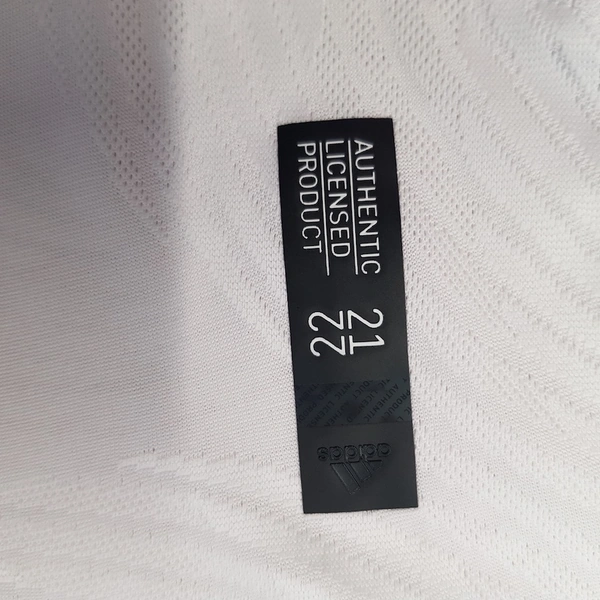 AUTHENTIC
LICENSED
PRODUCT
21
22
adidas